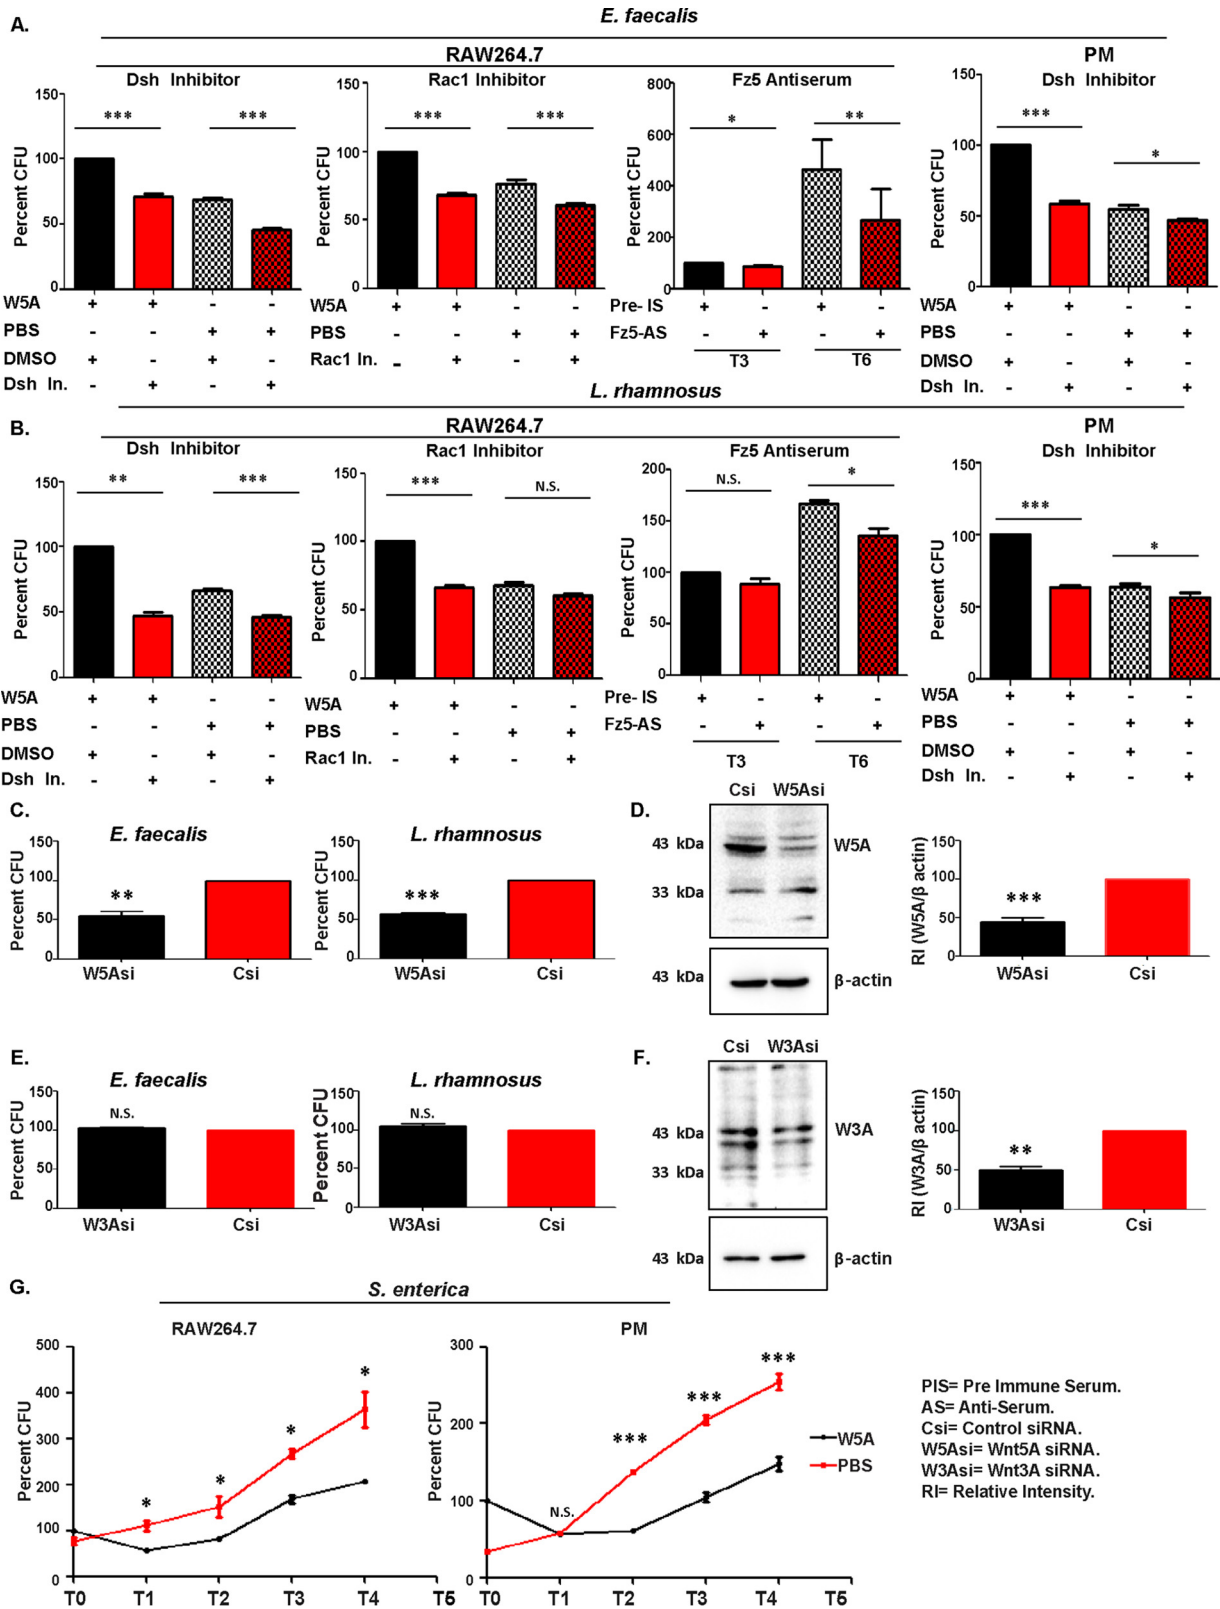 A.
E. faecalis
RAW264.7
PM
Dsh Inhibitor
Rac1 Inhibitor
Fz5 Antiserum
Dsh Inhibitor
Percent CFU
150
100
50
0
***
***
Percent CFU
150
100
50
0
***
***
Percent CFU
800
600
400
200
0
*
**
Percent CFU
150
100
50
0
***
*
W5A + + - -
PBS - - + +
DMSO + - + -
Dsh In. - + - +
W5A + + - -
PBS - - + +
Rac1 In. - + - +
Pre- IS + - + -
Fz5-AS - + - +
T3 T6
W5A + + - -
PBS - - + +
DMSO + - + -
Dsh In. - + - +
B.
L. rhamnosus
RAW264.7
PM
Dsh Inhibitor
Rac1 Inhibitor
Fz5 Antiserum
Dsh Inhibitor
Percent CFU
150
100
50
0
**
***
Percent CFU
150
100
50
0
***
N.S.
Percent CFU
200
150
100
50
0
N.S.
*
Percent CFU
150
100
50
0
***
*
W5A + + - -
PBS - - + +
DMSO + - + -
Dsh In. - + - +
W5A + + - -
PBS - - + +
Rac1 In. - + - +
Pre- IS + - + -
Fz5-AS - + - +
T3 T6
W5A + + - -
PBS - - + +
DMSO + - + -
Dsh In. - + - +
C.
E. faecalis
Percent CFU
150
100
50
0
**
W5Asi Csi
L. rhamnosus
Percent CFU
150
100
50
0
***
W5Asi Csi
D.
Csi W5Asi
43 kDa
33 kDa
W5A
43 kDa
β-actin
RI (W5A/β actin)
150
100
50
0
***
W5Asi Csi
E.
E. faecalis
Percent CFU
150
100
50
0
N.S.
W3Asi Csi
L. rhamnosus
Percent CFU
150
100
50
0
N.S.
W3Asi Csi
F.
Csi W3Asi
43 kDa
33 kDa
W3A
43 kDa
β-actin
RI (W3A/β actin)
150
100
50
0
**
W3Asi Csi
G.
S. enterica
RAW264.7
Percent CFU
500
400
300
200
100
0
*
*
*
*
T0 T1 T2 T3 T4 T5
PM
Percent CFU
300
200
100
0
N.S.
***
***
***
T0 T1 T2 T3 T4 T5
W5A
PBS
PIS= Pre Immune Serum.
AS= Anti-Serum.
Csi= Control siRNA.
W5Asi= Wnt5A siRNA.
W3Asi= Wnt3A siRNA.
RI= Relative Intensity.